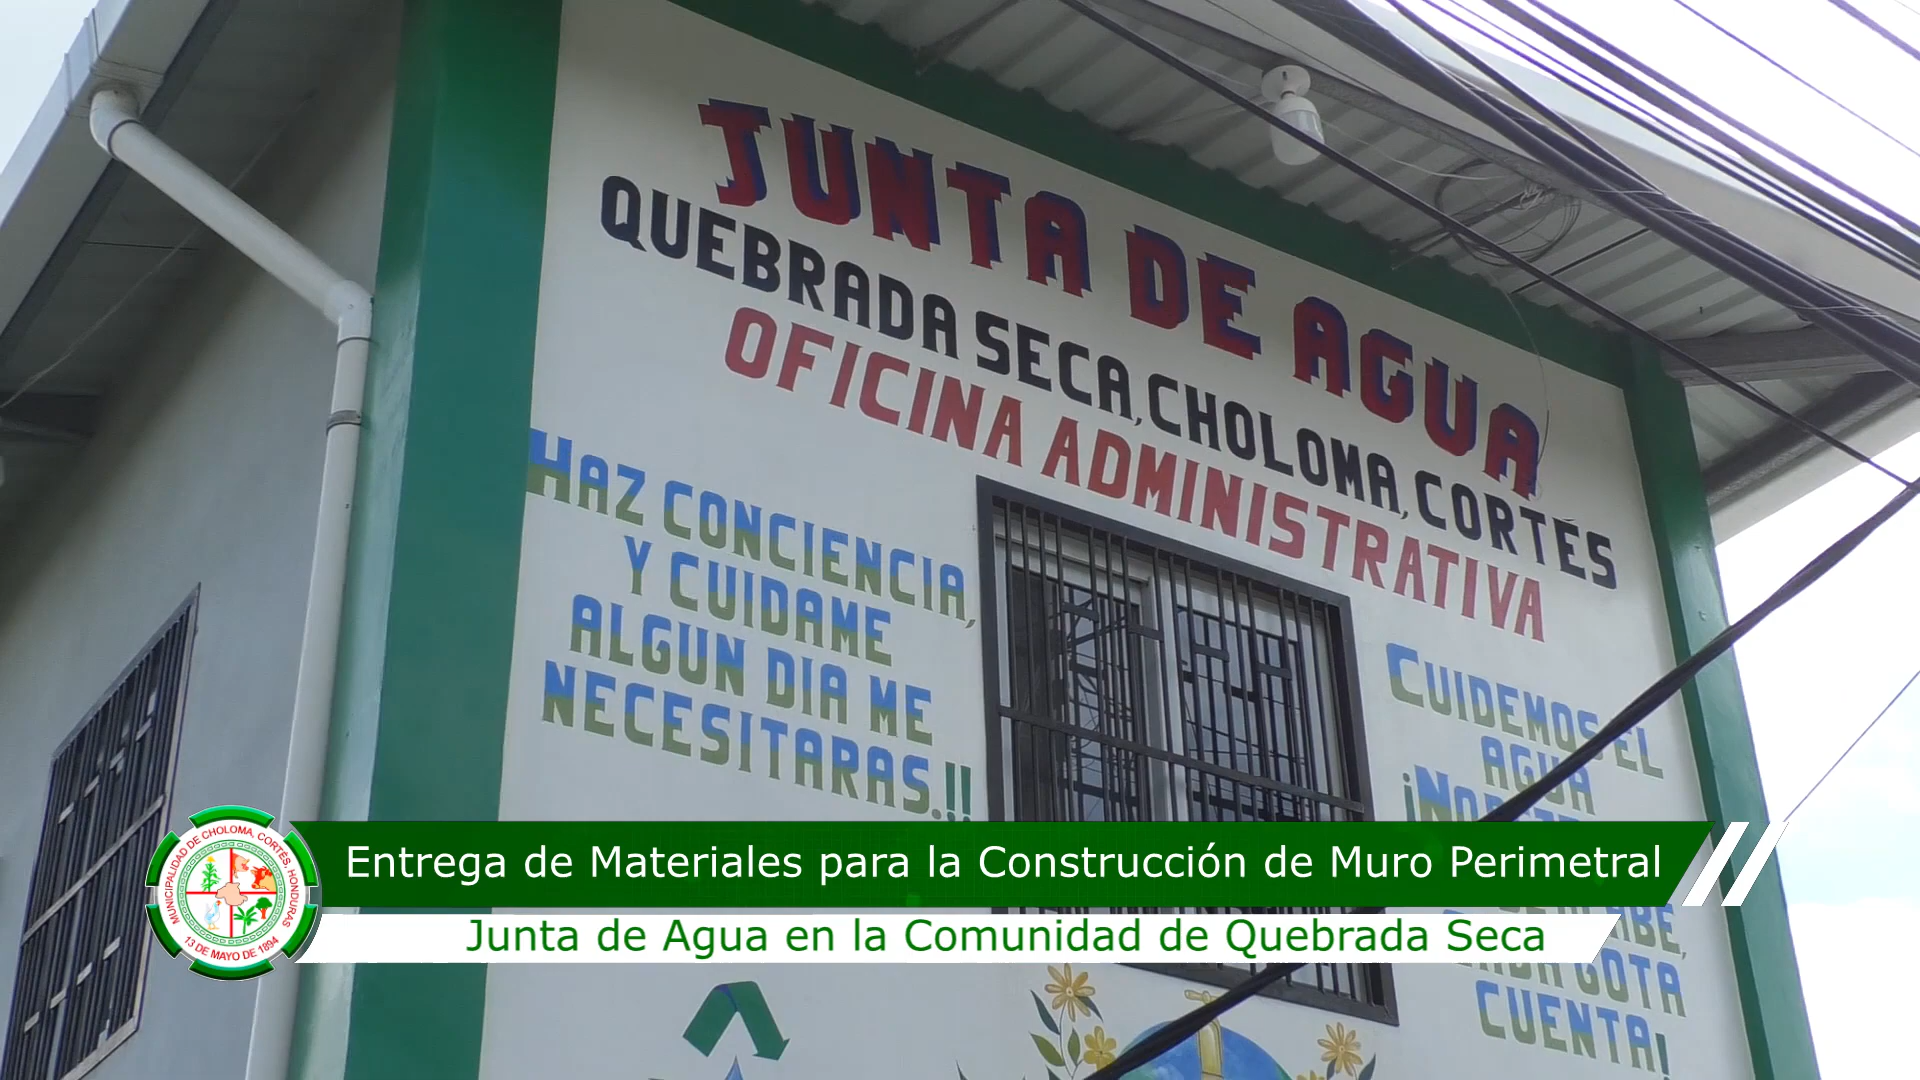 JUNTA DE AGUA
QUEBRADA SECA, CHOLOMA, CORTÉS
OFICINA ADMINISTRATIVA
HAZ CONCIENCIA,
Y CUIDAME
ALGUN DIA ME
NECESITARAS.!!
CUIDEMOS EL
AGUA
GOTA
CUENTA!
Entrega de Materiales para la Construcción de Muro Perimetral
Junta de Agua en la Comunidad de Quebrada Seca
MUNICIPALIDAD DE CHOLOMA, CORTÉS, HONDURAS
13 DE MAYO DE 1894